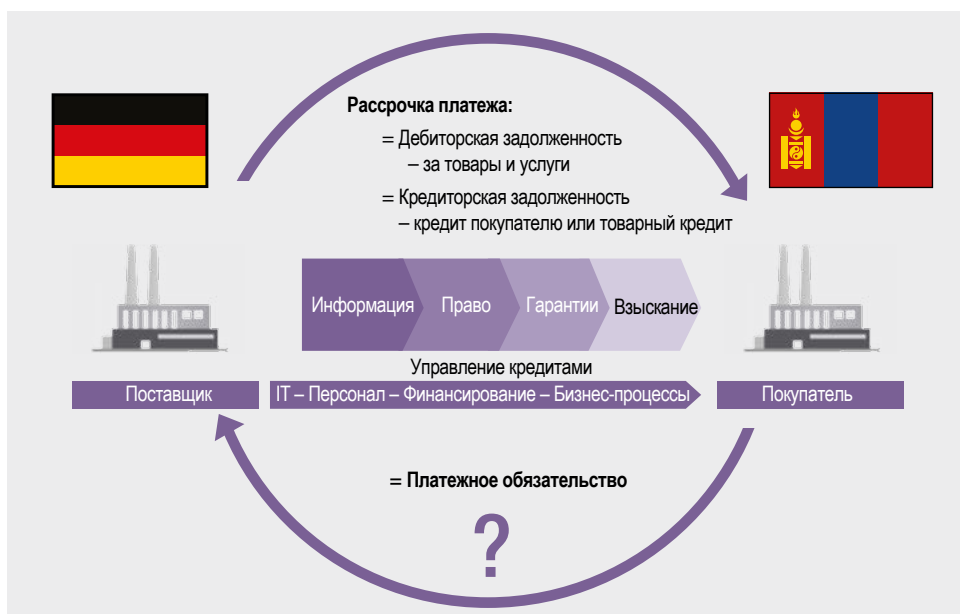 Рассрочка платежа:
= Дебиторская задолженность
– за товары и услуги
= Кредиторская задолженность
– кредит покупателю или товарный кредит
Информация Право Гарантии Взыскание
Управление кредитами
Поставщик IT – Персонал – Финансирование – Бизнес-процессы Покупатель
= Платежное обязательство
?